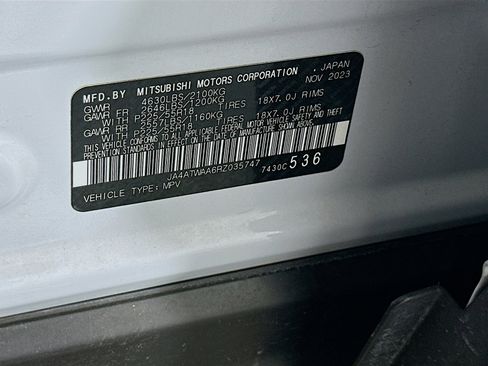 MFD.BY MITSUBISHI MOTORS CORPORATION , JAPAN
GVWR 4630LBS/2100KG NOV 2023
GAWR FR 2646LBS/1200KG
WITH P225/55R18 TIRES 18X7.0J RIMS
GAWR RR 2557LBS/1160KG
WITH P225/55R18 TIRES 18X7.0J RIMS
THIS VEHICLE CONFORMS TO ALL APPLICABLE FEDERAL MOTOR VEHICLE SAFETY AND THEFT
PREVENTION STANDARDS IN EFFECT ON THE DATE OF MANUFACTURE SHOWN ABOVE.
JA4ATWAA6RZ035747 7430C 536
VEHICLE TYPE: MPV